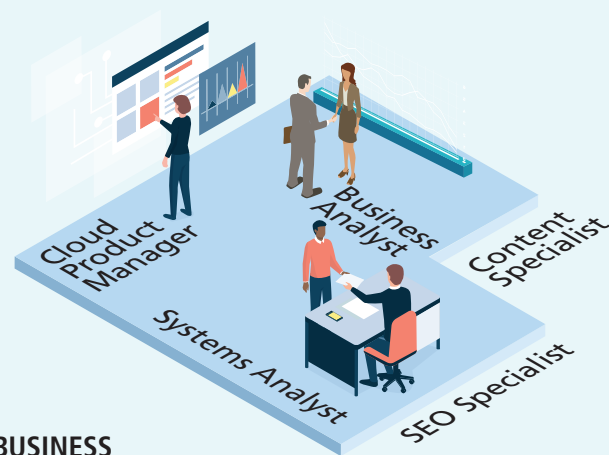 Cloud
Product
Manager
Business
Analyst
Content
Specialist
Systems Analyst
SEO Specialist
BUSINESS